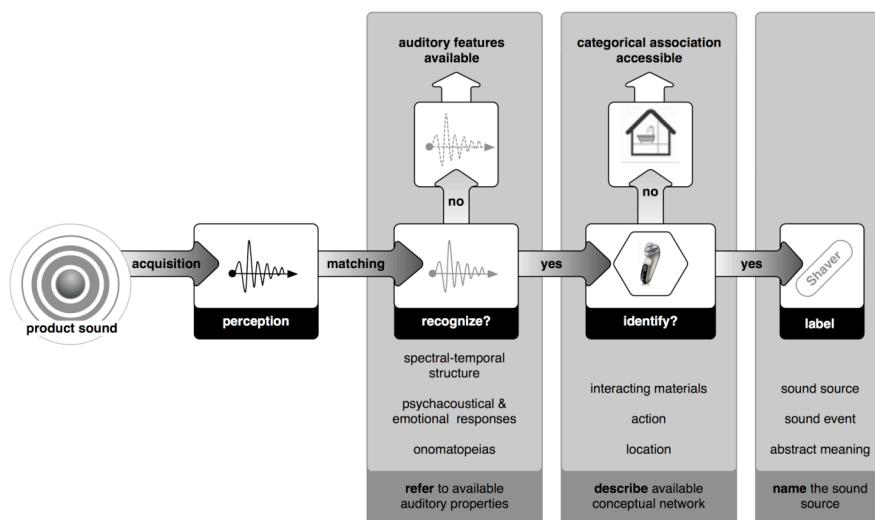 auditory features
available
categorical association
accessible
no
no
acquisition
matching
yes
yes
Shaver
product sound
perception
recognize?
identify?
label
spectral-temporal
structure
psychacoustical &
emotional responses
onomatopeias
interacting materials
action
location
sound source
sound event
abstract meaning
refer to available
auditory properties
describe available
conceptual network
name the sound
source